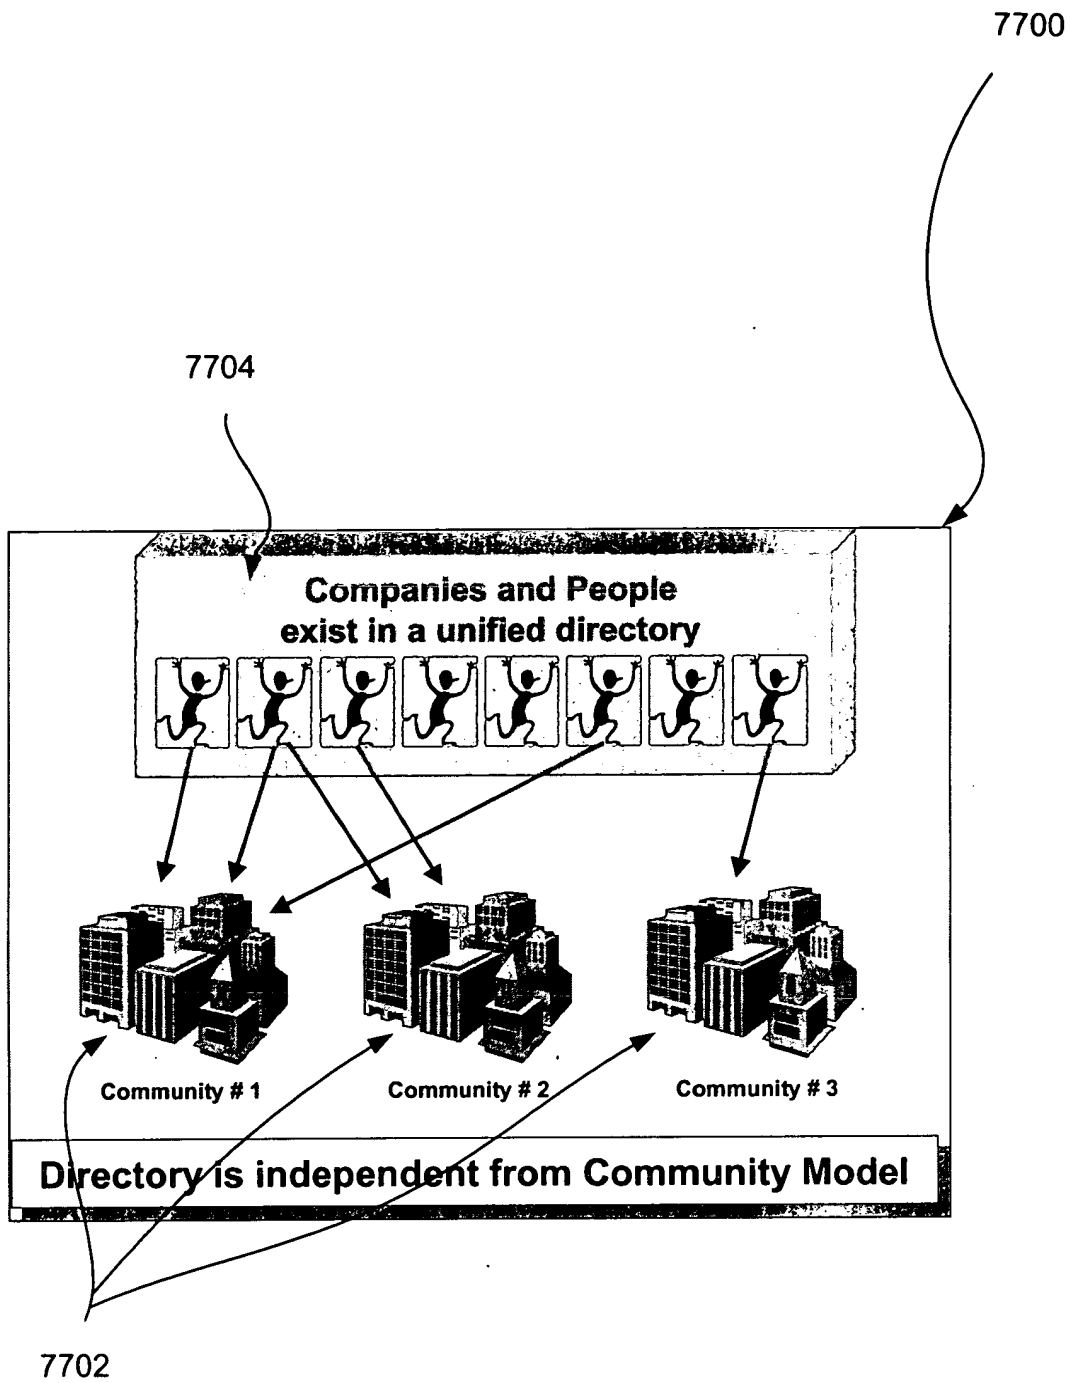 7700
7704
Companies and People
exist in a unified directory
Community # 1
Community # 2
Community # 3
Directory is independent from Community Model
7702